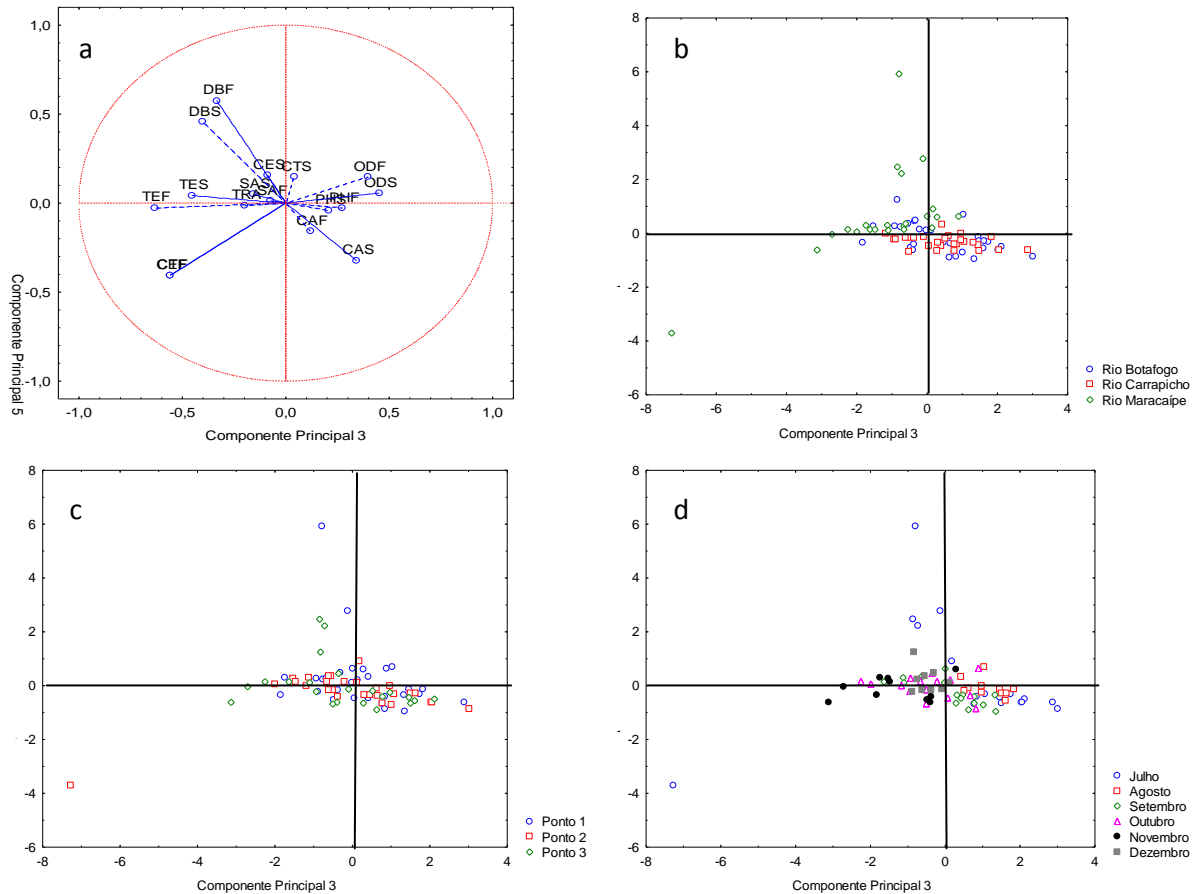 a
1,0
0,5
0,0
-0,5
-1,0
DBF
DBS
CES
CTS
ODF
ODS
SAS
SAF
TES
TEF
PHF
CAF
CAS
-1,0 -0,5 0,0 0,5 1,0
Componente Principal 3
Componente Principal 5
b
8
6
4
2
0
-2
-4
-6
-8 -6 -4 -2 0 2 4
Componente Principal 3
Rio Botafogo
Rio Carrapicho
Rio Maracaípe
c
8
6
4
2
0
-2
-4
-6
-8 -6 -4 -2 0 2 4
Componente Principal 3
Ponto 1
Ponto 2
Ponto 3
d
8
6
4
2
0
-2
-4
-6
-8 -6 -4 -2 0 2 4
Componente Principal 3
Julho
Agosto
Setembro
Outubro
Novembro
Dezembro